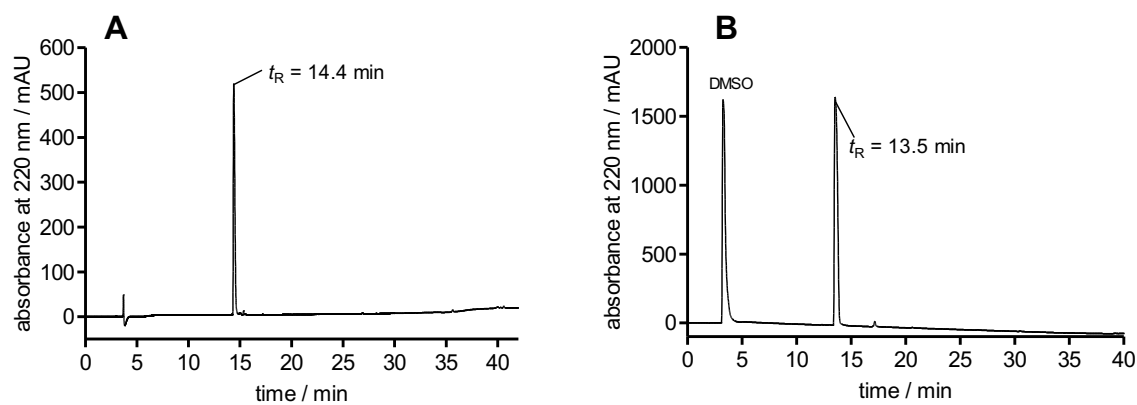 A
absorbance at 220 nm / mAU
600
500
400
300
200
100
0
0 5 10 15 20 25 30 35 40
time / min
tR = 14.4 min
B
absorbance at 220 nm / mAU
2000
1500
1000
500
0
0 5 10 15 20 25 30 35 40
time / min
DMSO
tR = 13.5 min